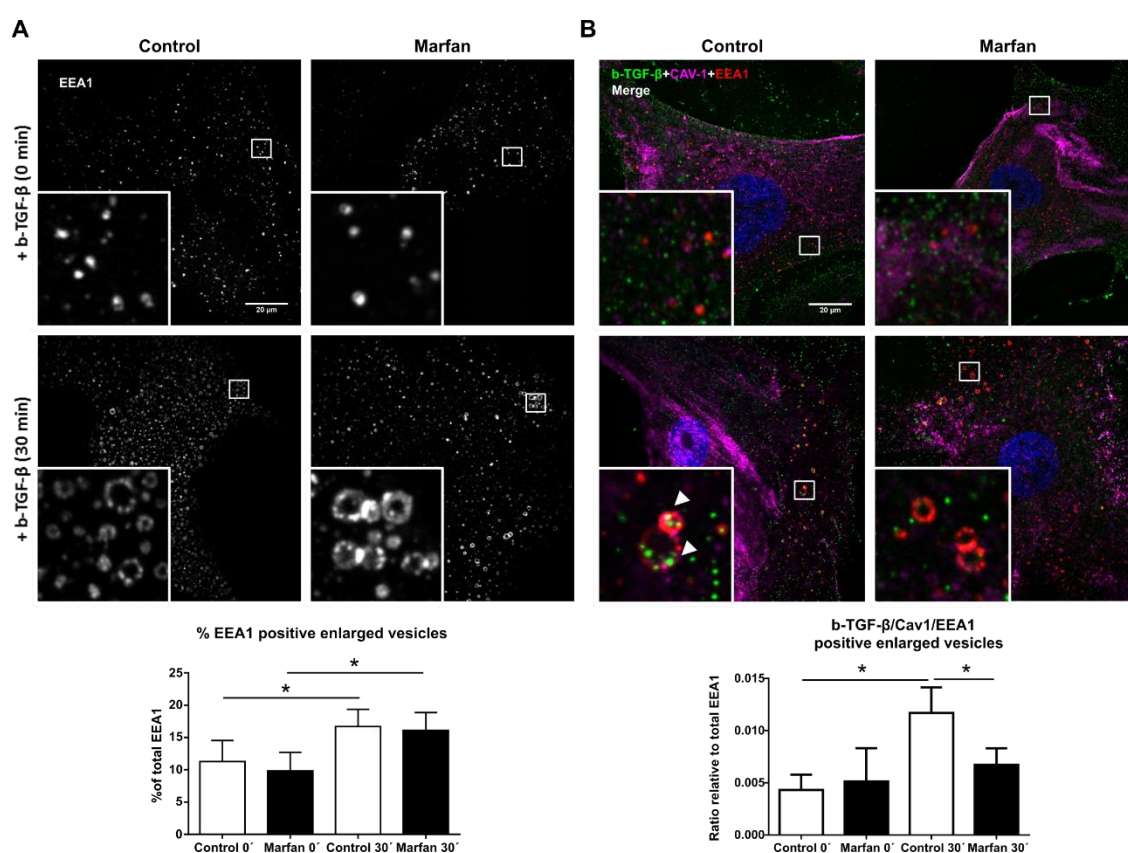 A
B
Control
Marfan
Control
Marfan
EEA1
b-TGF-β+CAV-1+EEA1
Merge
+ b-TGF-β (0 min)
20 µm
20 µm
+ b-TGF-β (30 min)
% EEA1 positive enlarged vesicles
%of total EEA1
25
20
15
10
5
0
*
*
Control 0´
Marfan 0´
Control 30´
Marfan 30´
b-TGF-β/Cav1/EEA1
positive enlarged vesicles
Ratio relative to total EEA1
0.015
0.010
0.005
0.000
*
*
Control 0´
Marfan 0´
Control 30´
Marfan 30´